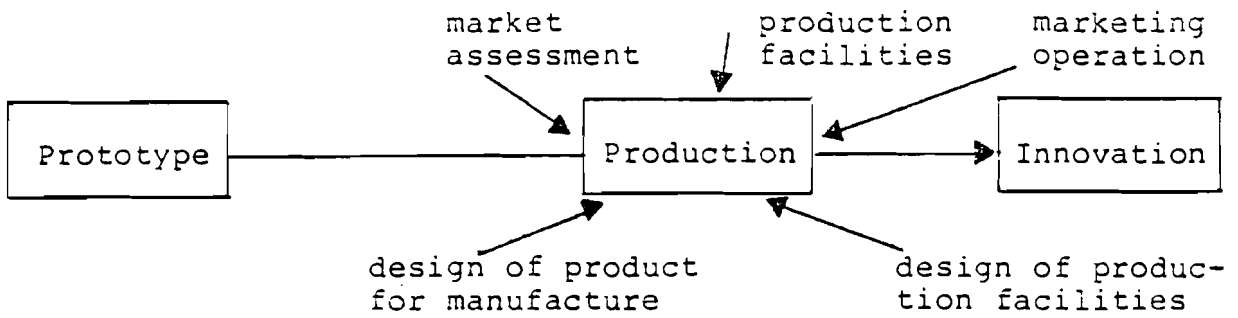 market
assessment
production
facilities
marketing
operation
Prototype
Production
Innovation
design of product
for manufacture
design of produc-
tion facilities